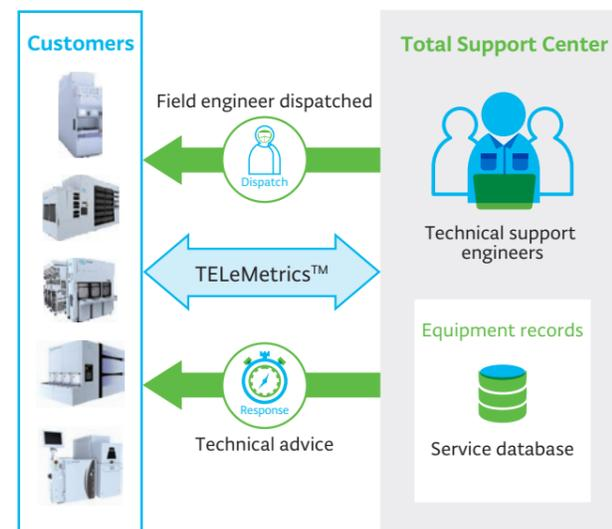 Customers
Total Support Center
Field engineer dispatched
Dispatch
Technical support
engineers
TELeMetrics™
Equipment records
Response
Service database
Technical advice